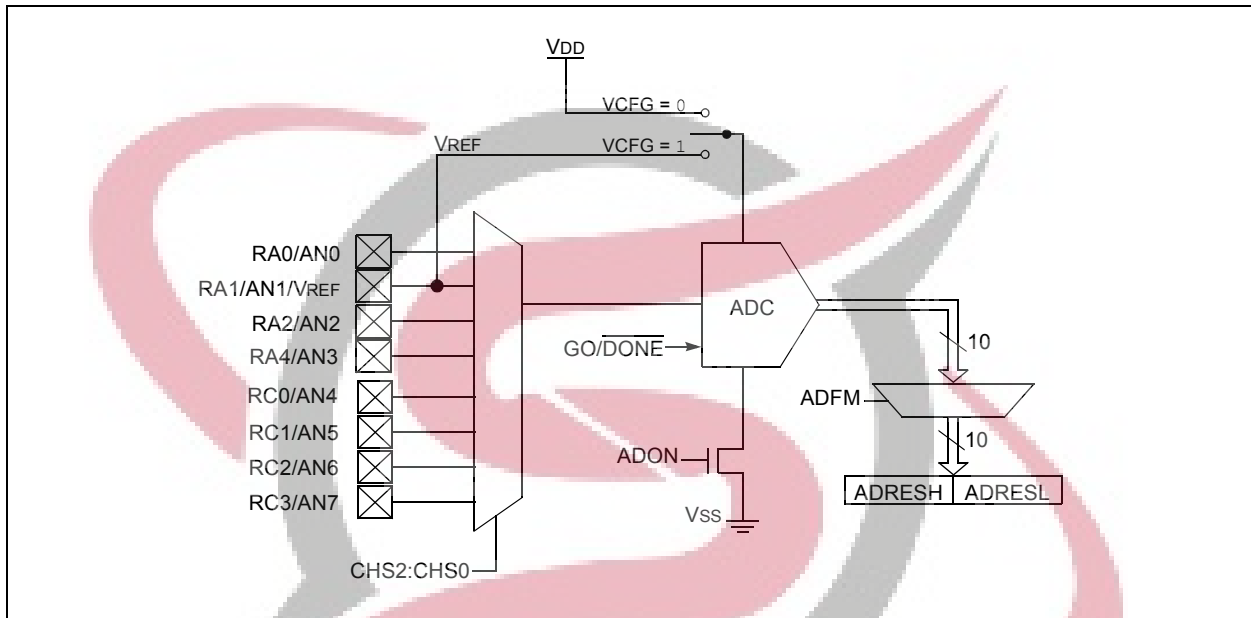 VDD
VCFG = 0
VREF
VCFG = 1
RA0/AN0
RA1/AN1/VREF
RA2/AN2
RA4/AN3
RC0/AN4
RC1/AN5
RC2/AN6
RC3/AN7
CHS2:CHS0
ADC
GO/DONE
10
ADFM
10
ADON
VSS
ADRESH ADRESL